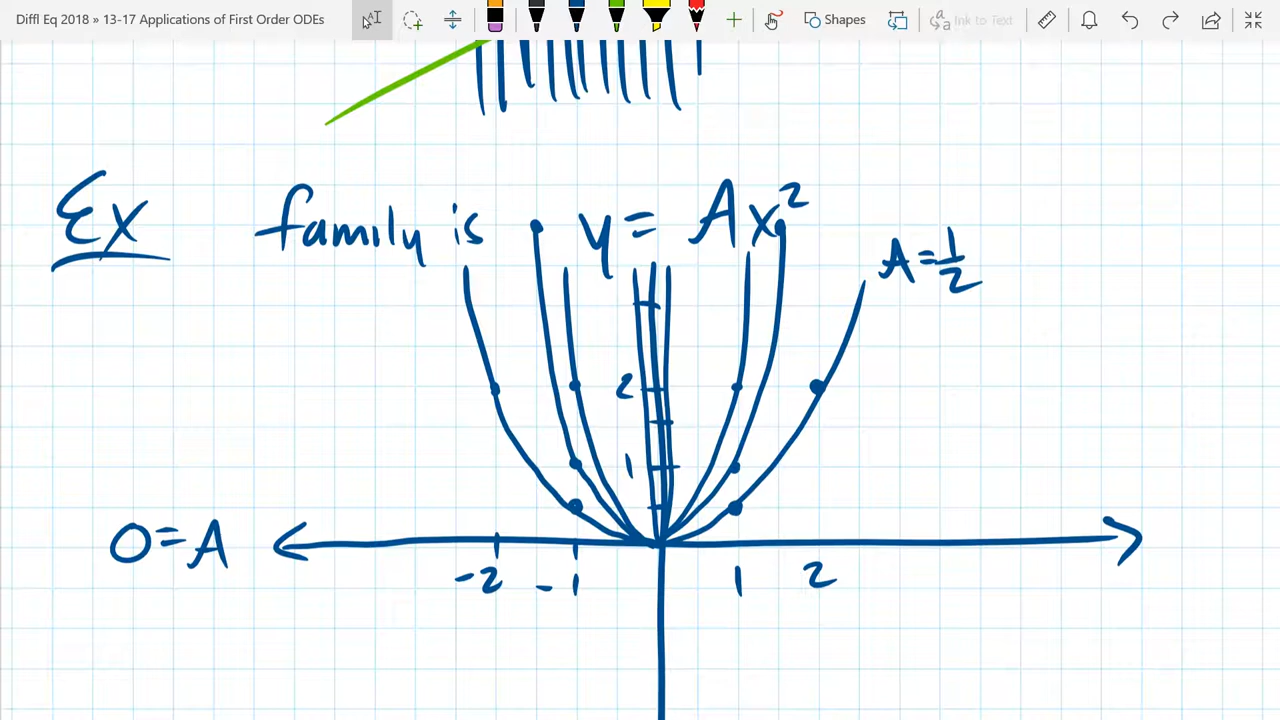 Diffl Eq 2018 » 13-17 Applications of First Order ODEs
Shapes
Ink to Text
Ex family is y = Ax²
A = 1/2
2
1
0 = A
-2 -1 1 2